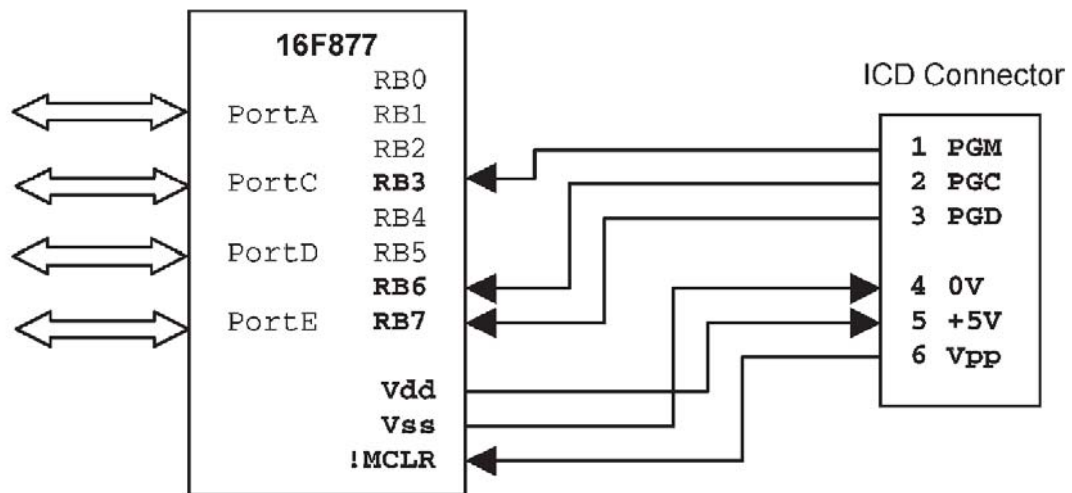 16F877
RB0
PortA RB1
RB2
PortC RB3
RB4
PortD RB5
RB6
PortE RB7
Vdd
Vss
!MCLR
ICD Connector
1 PGM
2 PGC
3 PGD
4 0V
5 +5V
6 Vpp